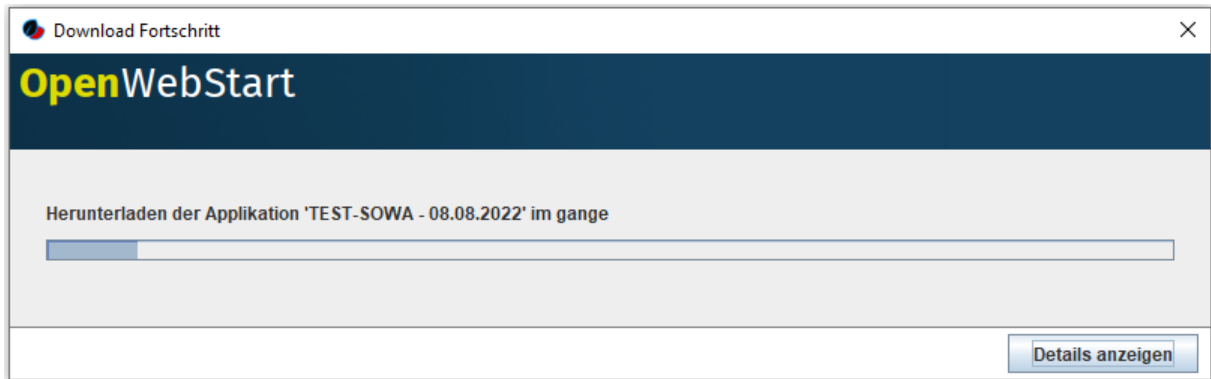 Download Fortschritt
OpenWebStart
Herunterladen der Applikation 'TEST-SOWA - 08.08.2022' im gange
Details anzeigen